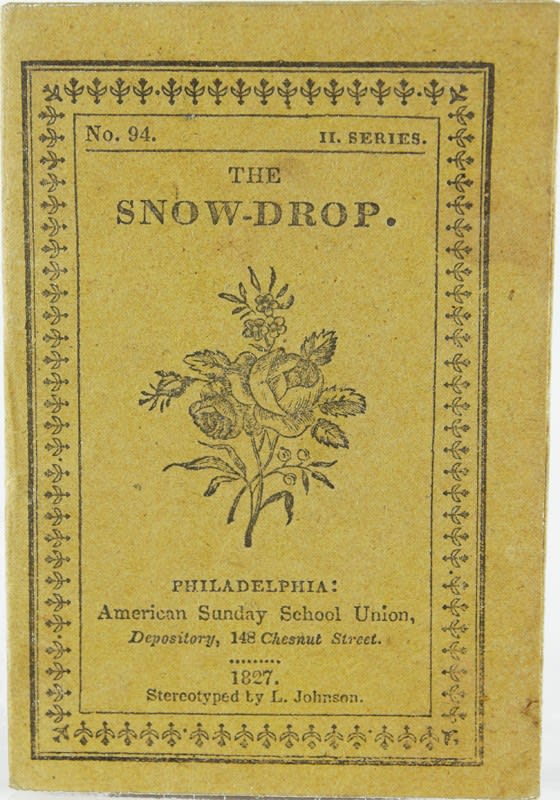 No. 94. II. SERIES.
THE
SNOW-DROP.
PHILADELPHIA:
American Sunday School Union,
Depository, 148 Chesnut Street.
1827.
Stereotyped by L. Johnson.